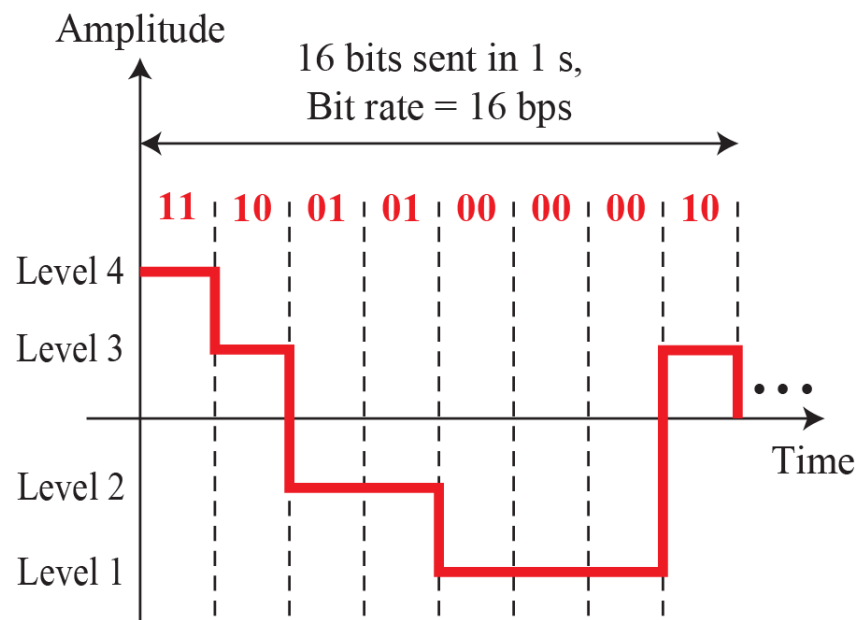 Amplitude
16 bits sent in 1 s,
Bit rate = 16 bps
11 10 01 01 00 00 00 10
Level 4
Level 3
Level 2
Level 1
Time
...